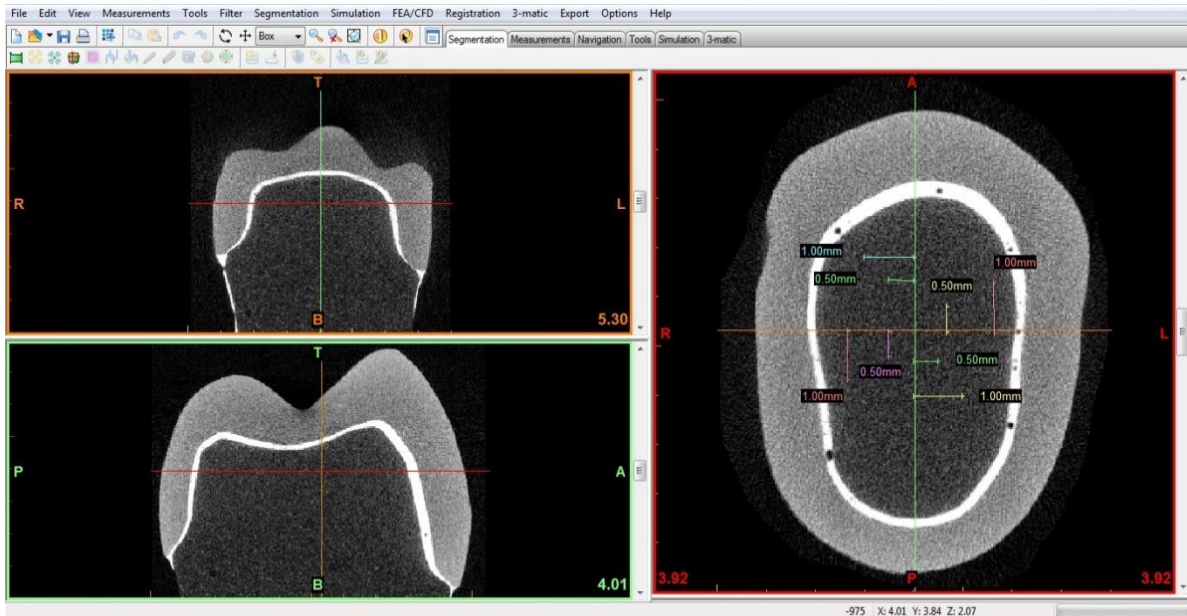 File Edit View Measurements Tools Filter Segmentation Simulation FEA/CFD Registration 3-matic Export Options Help
Box Segmentation Measurements Navigation Tools Simulation 3-matic
T
R L
B 5.30
T
P A
B 4.01
A
1.00mm 1.00mm
0.50mm 0.50mm
R L
0.50mm 0.50mm
1.00mm 1.00mm
3.92 P 3.92
-975 X: 4.01 Y: 3.84 Z: 2.07